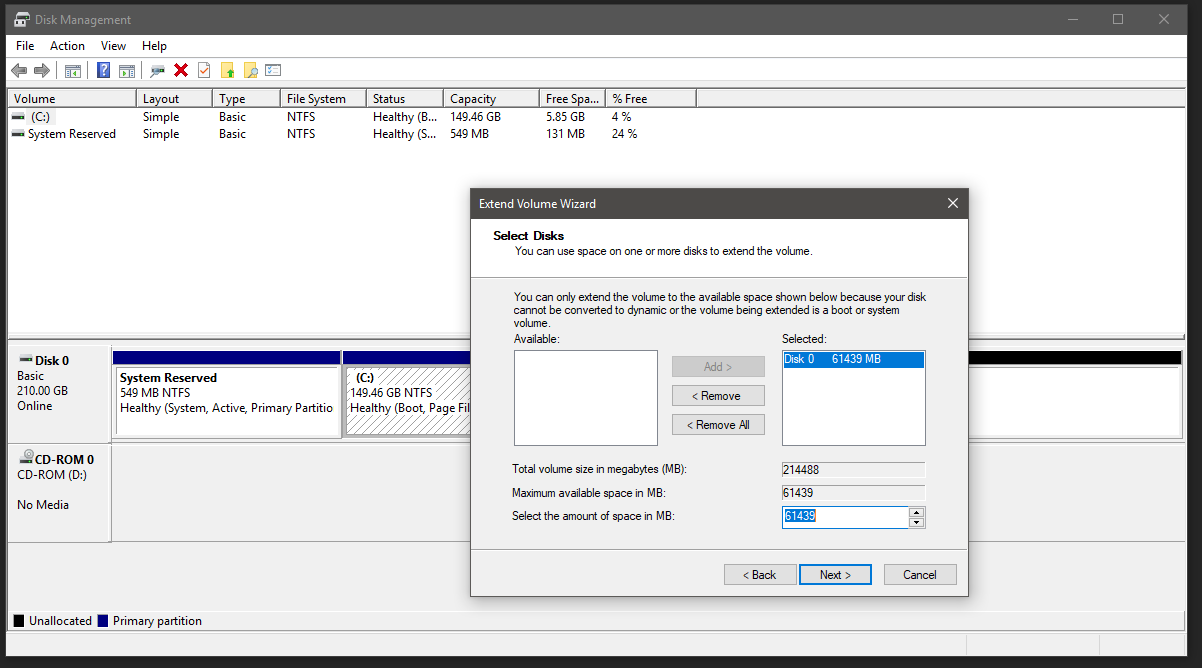 Disk Management
File Action View Help
Volume Layout Type File System Status Capacity Free Spa... % Free
(C:) Simple Basic NTFS Healthy (B... 149.46 GB 5.85 GB 4 %
System Reserved Simple Basic NTFS Healthy (S... 549 MB 131 MB 24 %
Extend Volume Wizard
Select Disks
You can use space on one or more disks to extend the volume.
You can only extend the volume to the available space shown below because your disk
cannot be converted to dynamic or the volume being extended is a boot or system
volume.
Available: Selected:
Disk 0 61439 MB
Add >
< Remove
< Remove All
Total volume size in megabytes (MB): 214488
Maximum available space in MB: 61439
Select the amount of space in MB: 61439
< Back Next > Cancel
Disk 0
Basic
210.00 GB
Online
System Reserved
549 MB NTFS
Healthy (System, Active, Primary Partitio
(C:)
149.46 GB NTFS
Healthy (Boot, Page Fil
CD-ROM 0
CD-ROM (D:)
No Media
Unallocated Primary partition